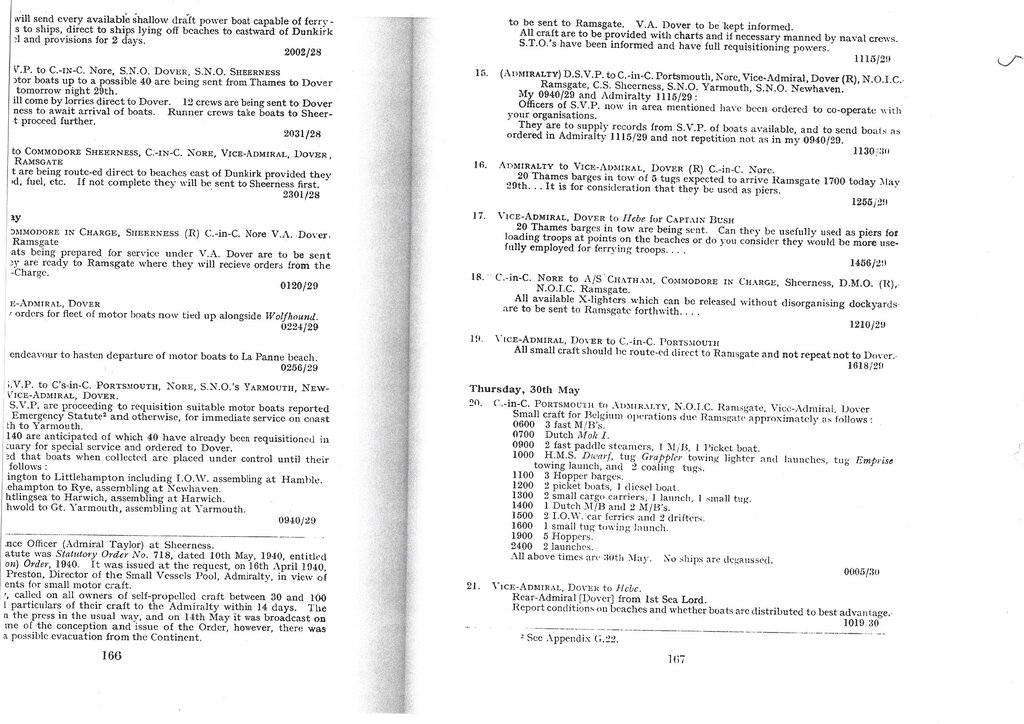 will send every available shallow draft power boat capable of ferry-
s to ships, direct to ships lying off beaches to eastward of Dunkirk
and provisions for 2 days.
2002/28
V.P. to C.-IN-C. NORE, S.N.O. DOVER, S.N.O. SHEERNESS
otor boats up to a possible 40 are being sent from Thames to Dover
tomorrow night 29th.
ill come by lorries direct to Dover. 12 crews are being sent to Dover
ness to await arrival of boats. Runner crews take boats to Sheer-
t proceed further.
2031/28
to COMMODORE SHEERNESS, C.-IN-C. NORE, VICE-ADMIRAL, DOVER,
RAMSGATE
t are being route-ed direct to beaches east of Dunkirk provided they
d, fuel, etc. If not complete they will be sent to Sheerness first.
2301/28
ay
OMMODORE IN CHARGE, SHEERNESS (R) C.-in-C. Nore V.A. Dover.
Ramsgate
ats being prepared for service under V.A. Dover are to be sent
ey are ready to Ramsgate where they will recieve orders from the
-Charge.
0120/29
E-ADMIRAL, DOVER
r orders for fleet of motor boats now tied up alongside Wolfhound.
0224/29
endeavour to hasten departure of motor boats to La Panne beach.
0256/29
S.V.P. to C's-in-C. PORTSMOUTH, NORE, S.N.O.'s YARMOUTH, NEW-
VICE-ADMIRAL, DOVER.
S.V.P. are proceeding to requisition suitable motor boats reported
Emergency Statute² and otherwise, for immediate service on coast
th to Yarmouth.
140 are anticipated of which 40 have already been requisitioned in
tuary for special service and ordered to Dover.
ed that boats when collected are placed under control until their
follows :
ington to Littlehampton including I.O.W. assembling at Hamble.
ehampton to Rye, assembling at Newhaven.
htlingsea to Harwich, assembling at Harwich.
hwold to Gt. Yarmouth, assembling at Yarmouth.
0940/29
nce Officer (Admiral Taylor) at Sheerness.
atute was Statutory Order No. 718, dated 10th May, 1940, entitled
on) Order, 1940. It was issued at the request, on 16th April 1940,
Preston, Director of the Small Vessels Pool, Admiralty, in view of
ents for small motor craft.
, called on all owners of self-propelled craft between 30 and 100
l particulars of their craft to the Admiralty within 14 days. The
n the press in the usual way, and on 14th May it was broadcast on
me of the conception and issue of the Order, however, there was
a possible evacuation from the Continent.
166
to be sent to Ramsgate. V.A. Dover to be kept informed.
All craft are to be provided with charts and if necessary manned by naval crews.
S.T.O.'s have been informed and have full requisitioning powers.
1115/29
15. (ADMIRALTY) D.S.V.P. to C.-in-C. Portsmouth, Nore, Vice-Admiral, Dover (R), N.O.I.C.
Ramsgate, C.S. Sheerness, S.N.O. Yarmouth, S.N.O. Newhaven.
My 0940/29 and Admiralty 1115/29 :
Officers of S.V.P. now in area mentioned have been ordered to co-operate with
your organisations.
They are to supply records from S.V.P. of boats available, and to send boats as
ordered in Admiralty 1115/29 and not repetition not as in my 0940/29.
1130/30
16. ADMIRALTY to VICE-ADMIRAL, DOVER (R) C.-in-C. Nore.
20 Thames barges in tow of 5 tugs expected to arrive Ramsgate 1700 today May
29th. . . It is for consideration that they be used as piers.
1255/29
17. VICE-ADMIRAL, DOVER to Hebe for CAPTAIN BUSH
20 Thames barges in tow are being sent. Can they be usefully used as piers for
loading troops at points on the beaches or do you consider they would be more use-
fully employed for ferrying troops. . . .
1456/29
18. C.-in-C. NORE to A/S CHATHAM, COMMODORE IN CHARGE, Sheerness, D.M.O. (R),
N.O.I.C. Ramsgate.
All available X-lighters which can be released without disorganising dockyards
are to be sent to Ramsgate forthwith. . . .
1210/29
19. VICE-ADMIRAL, DOVER to C.-in-C. PORTSMOUTH
All small craft should be route-ed direct to Ramsgate and not repeat not to Dover.
1618/29
Thursday, 30th May
20. C.-in-C. PORTSMOUTH to ADMIRALTY, N.O.I.C. Ramsgate, Vice-Admiral, Dover
Small craft for Belgium operations due Ramsgate approximately as follows :
0600 3 fast M/B's.
0700 Dutch Mok I.
0900 2 fast paddle steamers, 1 M/B, 1 Picket boat.
1000 H.M.S. Dwarf, tug Grappler towing lighter and launches, tug Emprise
towing launch, and 2 coaling tugs.
1100 3 Hopper barges.
1200 2 picket boats, 1 diesel boat.
1300 2 small cargo carriers, 1 launch, 1 small tug.
1400 1 Dutch M/B and 2 M/B's.
1500 2 I.O.W. car ferries and 2 drifters.
1600 1 small tug towing launch.
1900 5 Hoppers.
2400 2 launches.
All above times are 30th May. No ships are degaussed.
0005/30
21. VICE-ADMIRAL, DOVER to Hebe.
Rear-Admiral [Dover] from 1st Sea Lord.
Report conditions on beaches and whether boats are distributed to best advantage.
1019/30
² See Appendix G.22.
167